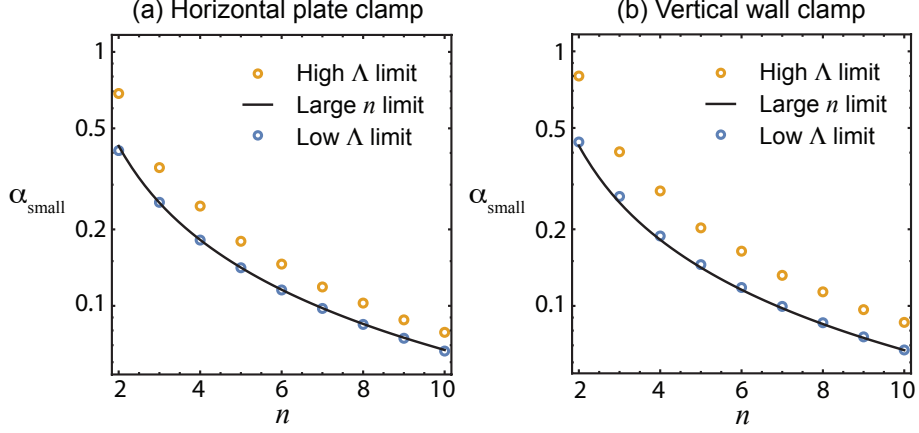 (a) Horizontal plate clamp
1
0.5
0.2
0.1
α_small
High Λ limit
Large n limit
Low Λ limit
2 4 6 8 10
n
(b) Vertical wall clamp
1
0.5
0.2
0.1
α_small
High Λ limit
Large n limit
Low Λ limit
2 4 6 8 10
n